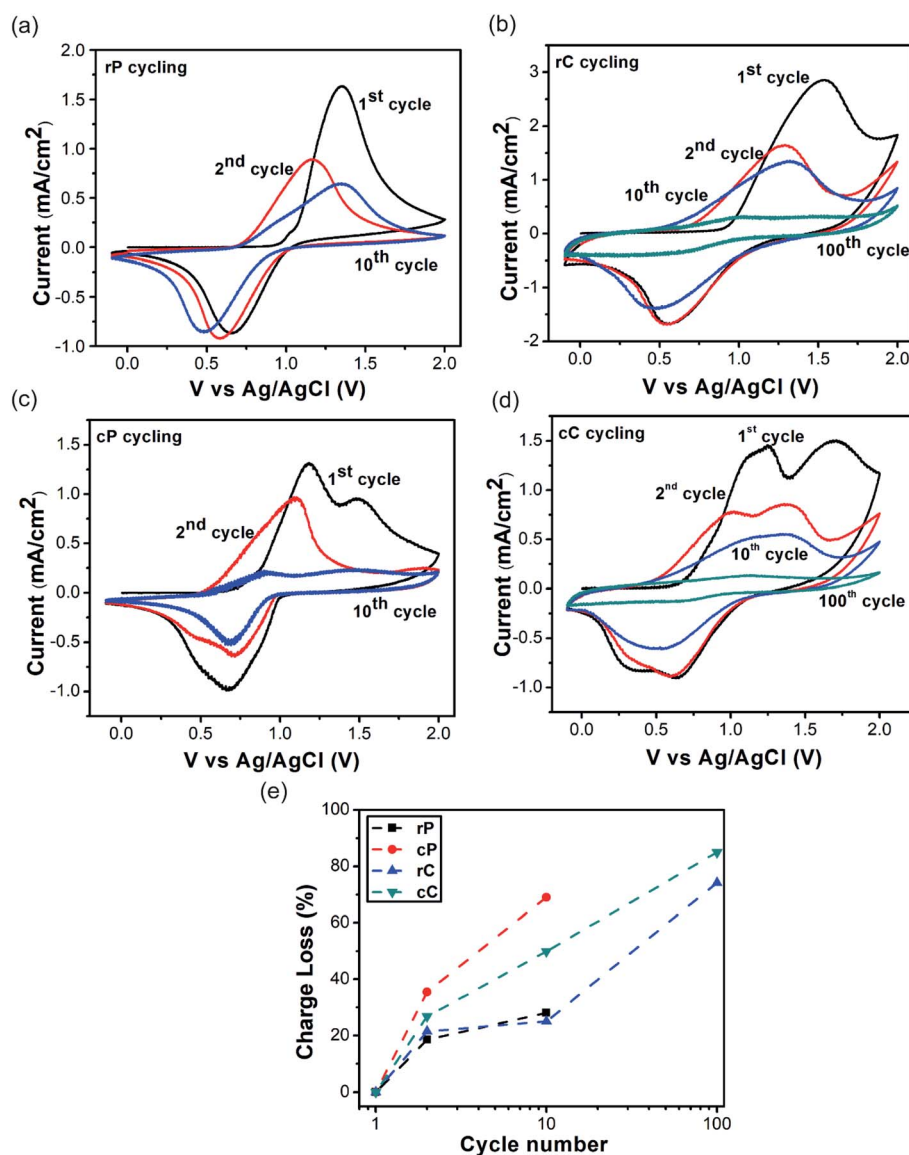 (a)
rP cycling
1st cycle
2nd cycle
10th cycle
2.0
1.5
1.0
0.5
0.0
-0.5
-1.0
0.0 0.5 1.0 1.5 2.0
Current (mA/cm2)
V vs Ag/AgCl (V)
(b)
rC cycling
1st cycle
2nd cycle
10th cycle
100th cycle
3
2
1
0
-1
-2
0.0 0.5 1.0 1.5 2.0
Current (mA/cm2)
V vs Ag/AgCl (V)
(c)
cP cycling
1st cycle
2nd cycle
10th cycle
1.5
1.0
0.5
0.0
-0.5
-1.0
0.0 0.5 1.0 1.5 2.0
Current (mA/cm2)
V vs Ag/AgCl (V)
(d)
cC cycling
1st cycle
2nd cycle
10th cycle
100th cycle
1.5
1.0
0.5
0.0
-0.5
-1.0
0.0 0.5 1.0 1.5 2.0
Current (mA/cm2)
V vs Ag/AgCl (V)
(e)
rP
cP
rC
cC
100
80
60
40
20
0
1 10 100
Charge Loss (%)
Cycle number